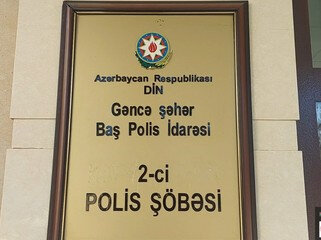 Azərbaycan Respublikası
DİN
Gəncə şəhər
Baş Polis İdarəsi
2-ci
POLİS ŞÖBƏSİ